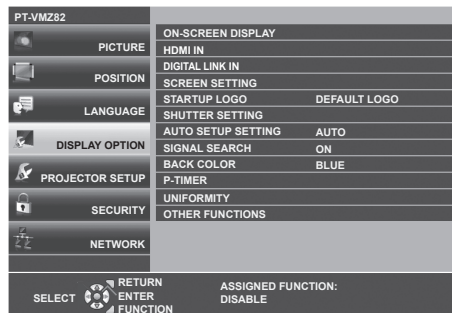 PT-VMZ82
PICTURE
POSITION
LANGUAGE
DISPLAY OPTION
PROJECTOR SETUP
SECURITY
NETWORK
ON-SCREEN DISPLAY
HDMI IN
DIGITAL LINK IN
SCREEN SETTING
STARTUP LOGO DEFAULT LOGO
SHUTTER SETTING
AUTO SETUP SETTING AUTO
SIGNAL SEARCH ON
BACK COLOR BLUE
P-TIMER
UNIFORMITY
OTHER FUNCTIONS
SELECT
RETURN
ENTER
FUNCTION
ASSIGNED FUNCTION:
DISABLE